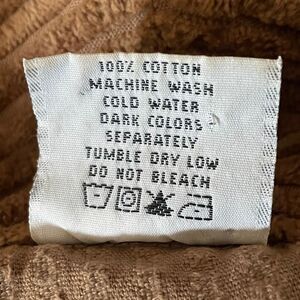 100% COTTON
MACHINE WASH
COLD WATER
DARK COLORS
SEPARATELY
TUMBLE DRY LOW
DO NOT BLEACH